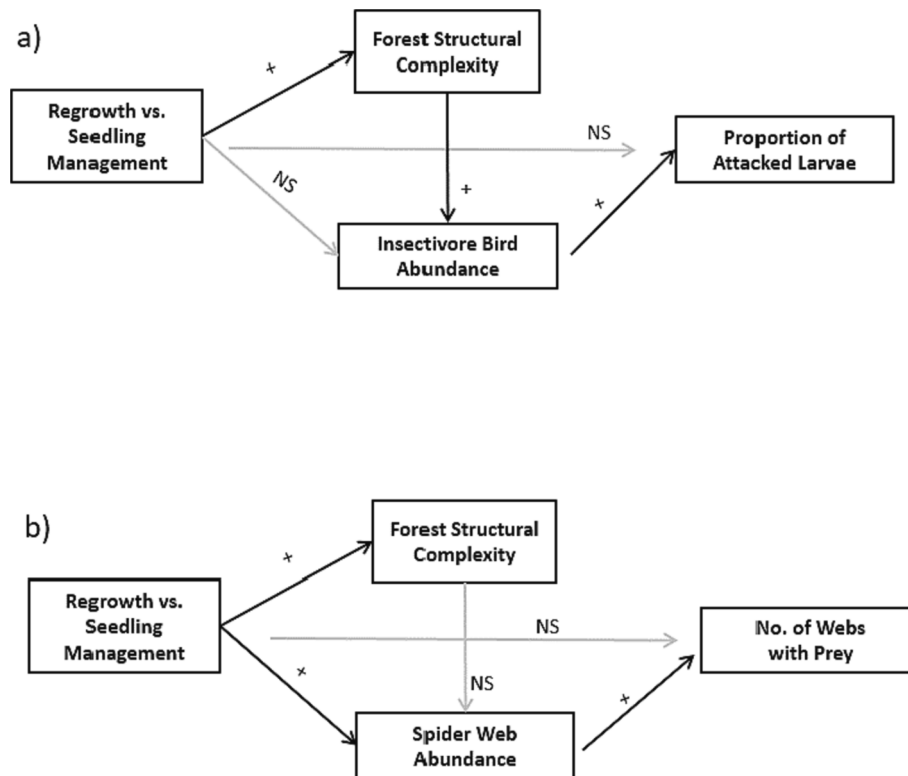 a)
Forest Structural
Complexity
+
Regrowth vs.
Seedling
Management
NS
Proportion of
Attacked Larvae
NS
+
+
Insectivore Bird
Abundance
b)
Forest Structural
Complexity
+
Regrowth vs.
Seedling
Management
NS
No. of Webs
with Prey
+
NS
+
Spider Web
Abundance